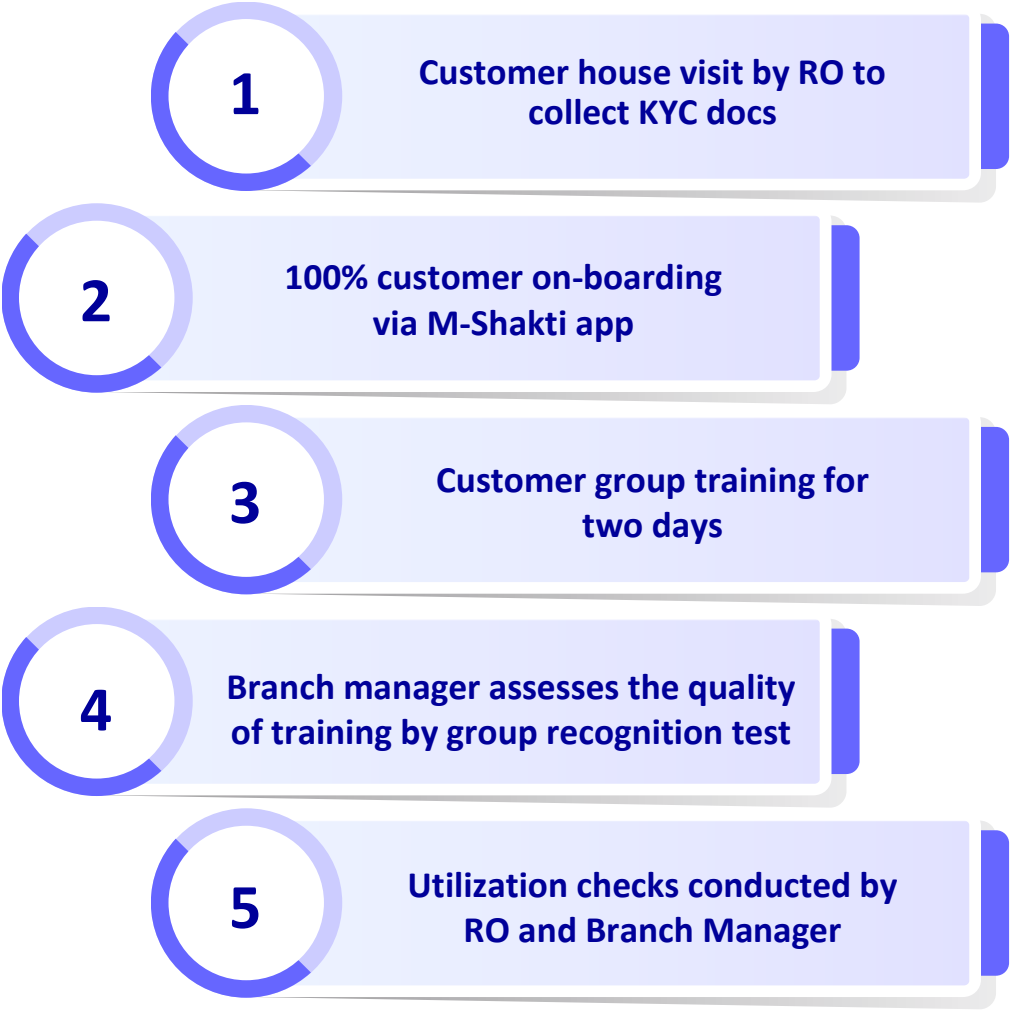 1
Customer house visit by RO to
collect KYC docs
2
100% customer on-boarding
via M-Shakti app
3
Customer group training for
two days
4
Branch manager assesses the quality
of training by group recognition test
5
Utilization checks conducted by
RO and Branch Manager